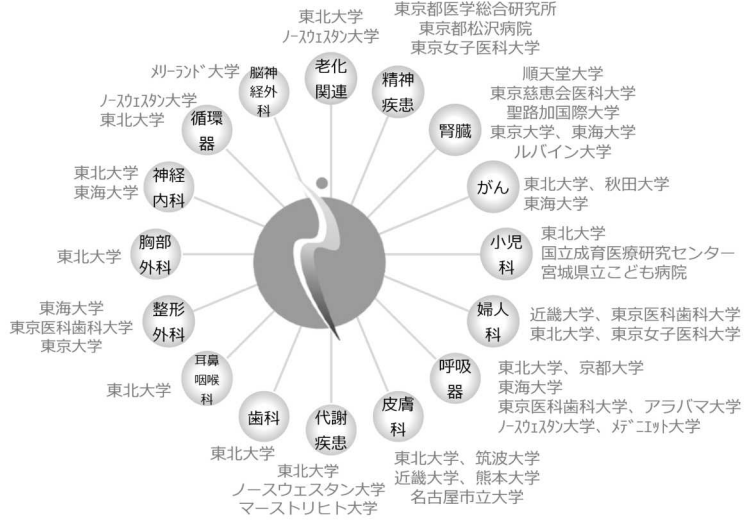 老化
関連
東北大学
ﾉｰｽｳｪｽﾀﾝ大学
精神
疾患
東京都医学総合研究所
東京都松沢病院
東京女子医科大学
腎臓
順天堂大学
東京慈恵会医科大学
聖路加国際大学
東京大学、東海大学
ルバイン大学
がん
東北大学、秋田大学
東海大学
小児
科
東北大学
国立成育医療研究センター
宮城県立こども病院
婦人
科
近畿大学、東京医科歯科大学
東北大学、東京女子医科大学
呼吸
器
東北大学、京都大学
東海大学
東京医科歯科大学、アラバマ大学
ﾉｰｽｳｪｽﾀﾝ大学、ﾒﾃﾞﾆｴｯﾄ大学
皮膚
科
東北大学、筑波大学
近畿大学、熊本大学
名古屋市立大学
代謝
疾患
東北大学
ノースウェスタン大学
マーストリヒト大学
歯科
東北大学
耳鼻
咽喉
科
東北大学
整形
外科
東海大学
東京医科歯科大学
東京大学
胸部
外科
東北大学
神経
内科
東北大学
東海大学
循環
器
ﾉｰｽｳｪｽﾀﾝ大学
東北大学
脳神
経外
科
ﾒﾘｰﾗﾝﾄﾞ大学